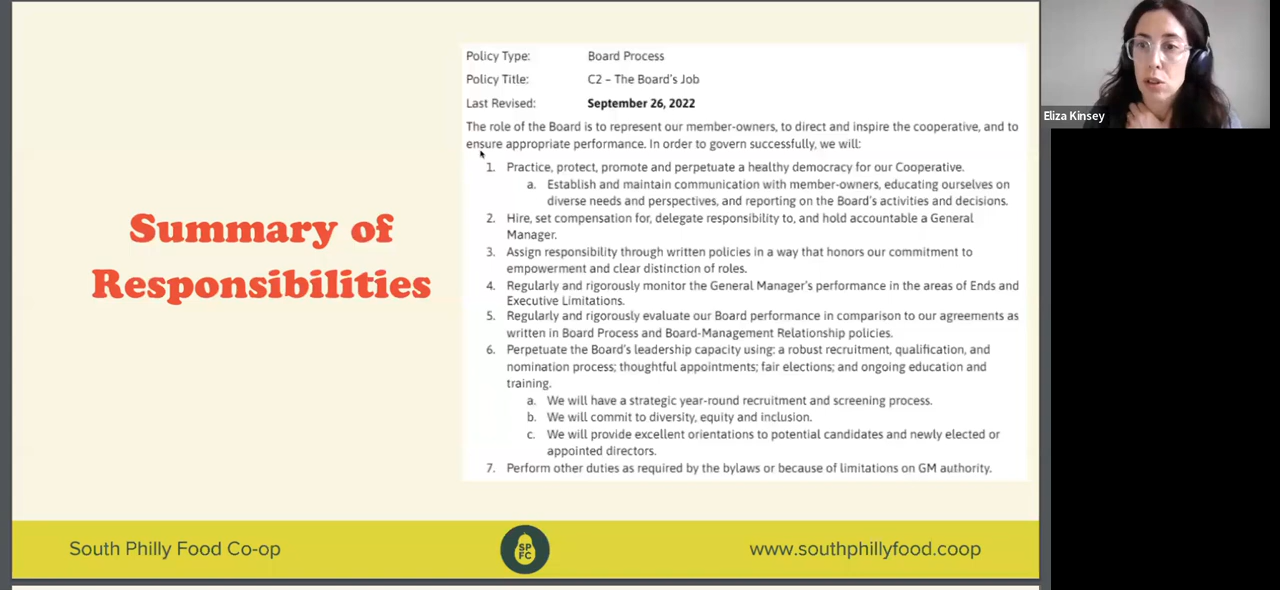 Summary of
Responsibilities
Policy Type: Board Process
Policy Title: C2 – The Board's Job
Last Revised: September 26, 2022
The role of the Board is to represent our member-owners, to direct and inspire the cooperative, and to
ensure appropriate performance. In order to govern successfully, we will:
1. Practice, protect, promote and perpetuate a healthy democracy for our Cooperative.
a. Establish and maintain communication with member-owners, educating ourselves on
diverse needs and perspectives, and reporting on the Board's activities and decisions.
2. Hire, set compensation for, delegate responsibility to, and hold accountable a General
Manager.
3. Assign responsibility through written policies in a way that honors our commitment to
empowerment and clear distinction of roles.
4. Regularly and rigorously monitor the General Manager's performance in the areas of Ends and
Executive Limitations.
5. Regularly and rigorously evaluate our Board performance in comparison to our agreements as
written in Board Process and Board-Management Relationship policies.
6. Perpetuate the Board's leadership capacity using: a robust recruitment, qualification, and
nomination process; thoughtful appointments; fair elections; and ongoing education and
training.
a. We will have a strategic year-round recruitment and screening process.
b. We will commit to diversity, equity and inclusion.
c. We will provide excellent orientations to potential candidates and newly elected or
appointed directors.
7. Perform other duties as required by the bylaws or because of limitations on GM authority.
South Philly Food Co-op
SP
FC
www.southphillyfood.coop
Eliza Kinsey